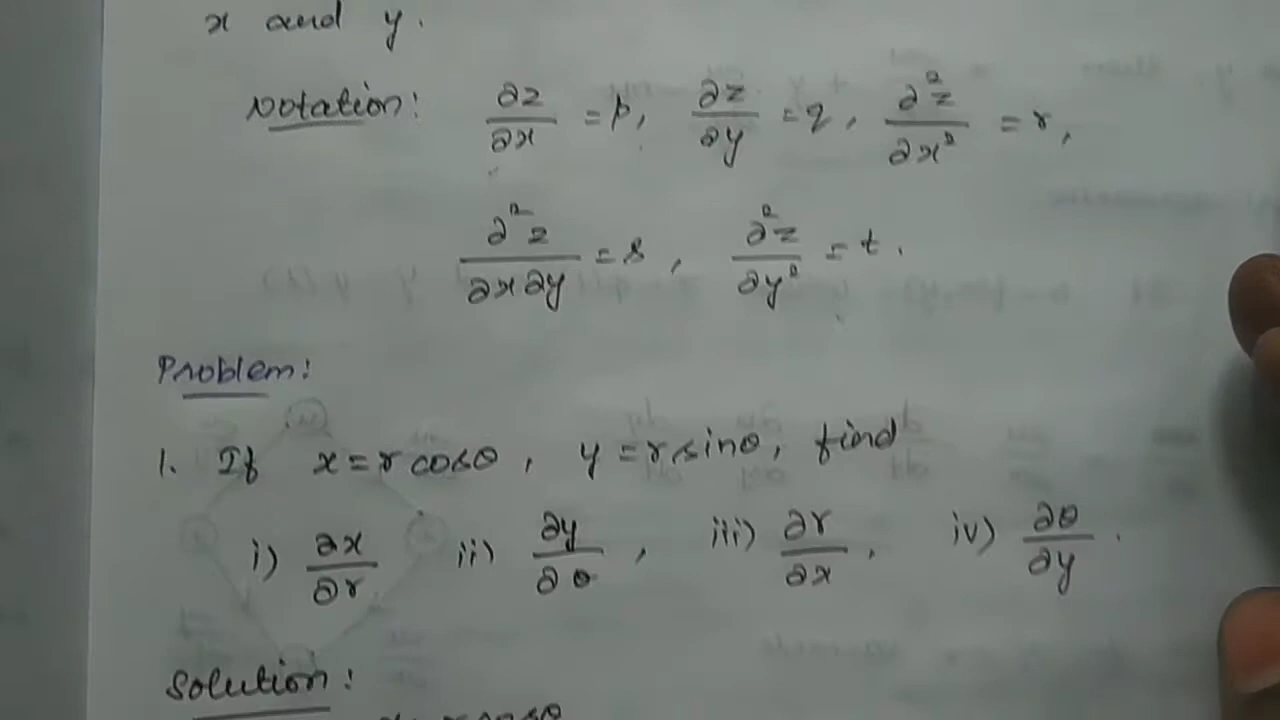 x and y.
Notation: ∂z/∂x = p, ∂z/∂y = q, ∂²z/∂x² = r,
∂²z/∂x∂y = s, ∂²z/∂y² = t.
Problem:
1. If x = r cosθ, y = r sinθ, find
i) ∂x/∂r ii) ∂y/∂θ, iii) ∂r/∂x, iv) ∂θ/∂y.
Solution: